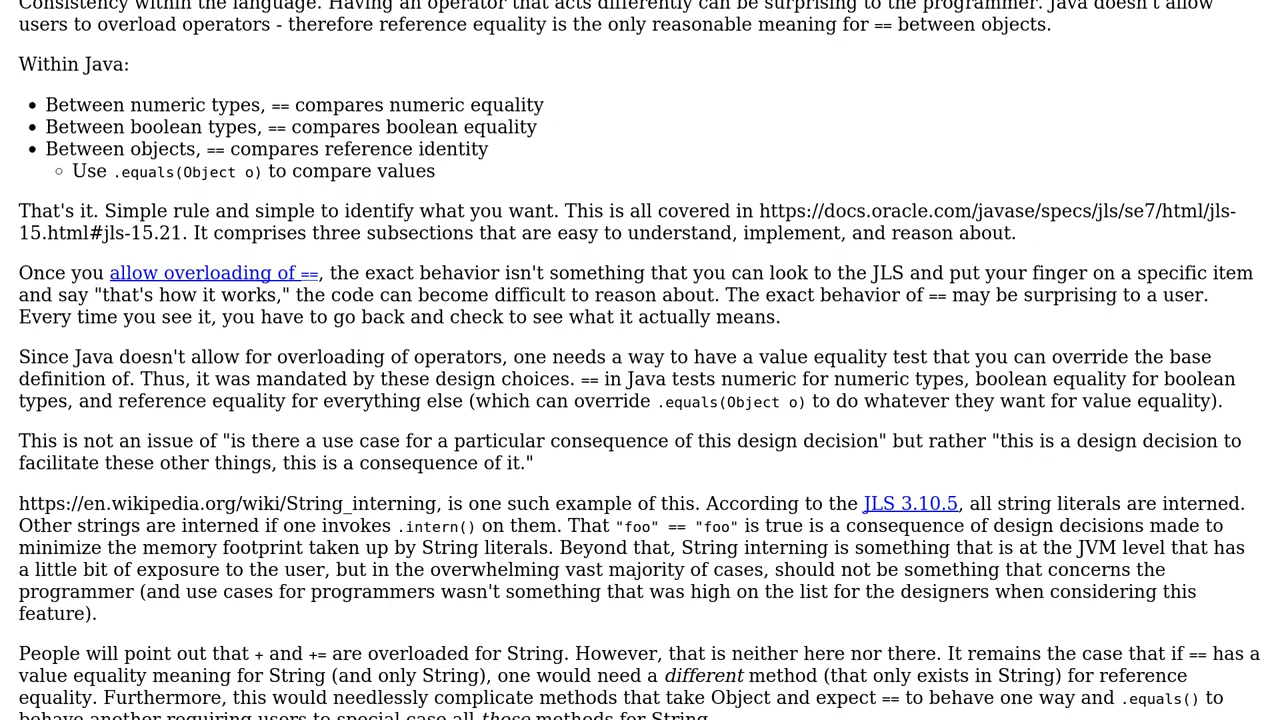 Consistency within the language. Having an operator that acts differently can be surprising to the programmer. Java doesn't allow
users to overload operators - therefore reference equality is the only reasonable meaning for == between objects.
Within Java:
• Between numeric types, == compares numeric equality
• Between boolean types, == compares boolean equality
• Between objects, == compares reference identity
◦ Use .equals(Object o) to compare values
That's it. Simple rule and simple to identify what you want. This is all covered in https://docs.oracle.com/javase/specs/jls/se7/html/jls-
15.html#jls-15.21. It comprises three subsections that are easy to understand, implement, and reason about.
Once you allow overloading of ==, the exact behavior isn't something that you can look to the JLS and put your finger on a specific item
and say "that's how it works," the code can become difficult to reason about. The exact behavior of == may be surprising to a user.
Every time you see it, you have to go back and check to see what it actually means.
Since Java doesn't allow for overloading of operators, one needs a way to have a value equality test that you can override the base
definition of. Thus, it was mandated by these design choices. == in Java tests numeric for numeric types, boolean equality for boolean
types, and reference equality for everything else (which can override .equals(Object o) to do whatever they want for value equality).
This is not an issue of "is there a use case for a particular consequence of this design decision" but rather "this is a design decision to
facilitate these other things, this is a consequence of it."
https://en.wikipedia.org/wiki/String_interning, is one such example of this. According to the JLS 3.10.5, all string literals are interned.
Other strings are interned if one invokes .intern() on them. That "foo" == "foo" is true is a consequence of design decisions made to
minimize the memory footprint taken up by String literals. Beyond that, String interning is something that is at the JVM level that has
a little bit of exposure to the user, but in the overwhelming vast majority of cases, should not be something that concerns the
programmer (and use cases for programmers wasn't something that was high on the list for the designers when considering this
feature).
People will point out that + and += are overloaded for String. However, that is neither here nor there. It remains the case that if == has a
value equality meaning for String (and only String), one would need a different method (that only exists in String) for reference
equality. Furthermore, this would needlessly complicate methods that take Object and expect == to behave one way and .equals() to
behave another requiring users to special case all those methods for String.